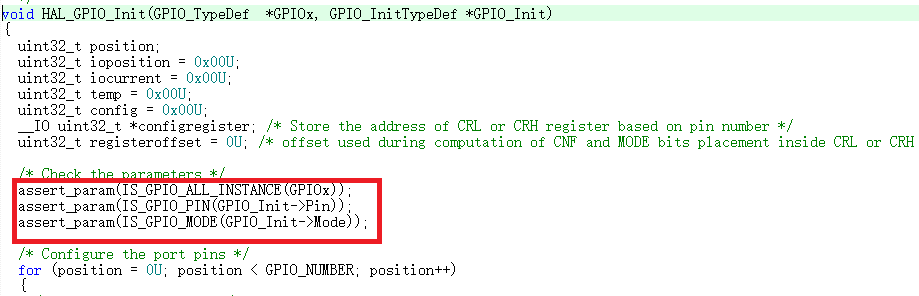 void HAL_GPIO_Init(GPIO_TypeDef  *GPIOx, GPIO_InitTypeDef *GPIO_Init)
{
  uint32_t position;
  uint32_t ioposition = 0x00U;
  uint32_t iocurrent = 0x00U;
  uint32_t temp = 0x00U;
  uint32_t config = 0x00U;
  __IO uint32_t *configregister; /* Store the address of CRL or CRH register based on pin number */
  uint32_t registeroffset = 0U; /* offset used during computation of CNF and MODE bits placement inside CRL or CRH
  /* Check the parameters */
  assert_param(IS_GPIO_ALL_INSTANCE(GPIOx));
  assert_param(IS_GPIO_PIN(GPIO_Init->Pin));
  assert_param(IS_GPIO_MODE(GPIO_Init->Mode));
  /* Configure the port pins */
  for (position = 0U; position < GPIO_NUMBER; position++)
  {